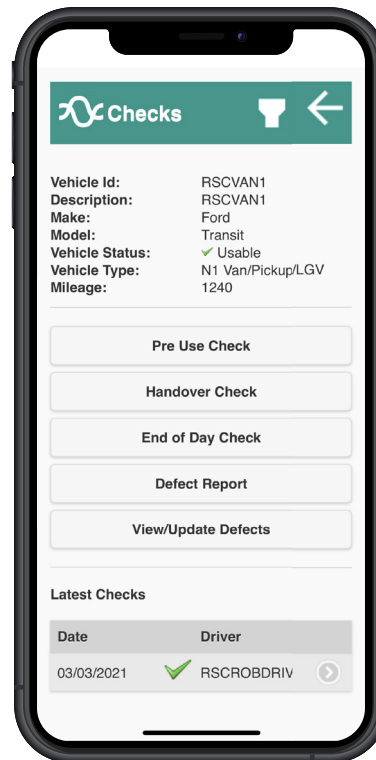 Checks
Vehicle Id: RSCVAN1
Description: RSCVAN1
Make: Ford
Model: Transit
Vehicle Status: Usable
Vehicle Type: N1 Van/Pickup/LGV
Mileage: 1240
Pre Use Check
Handover Check
End of Day Check
Defect Report
View/Update Defects
Latest Checks
Date Driver
03/03/2021 RSCROBDRIV